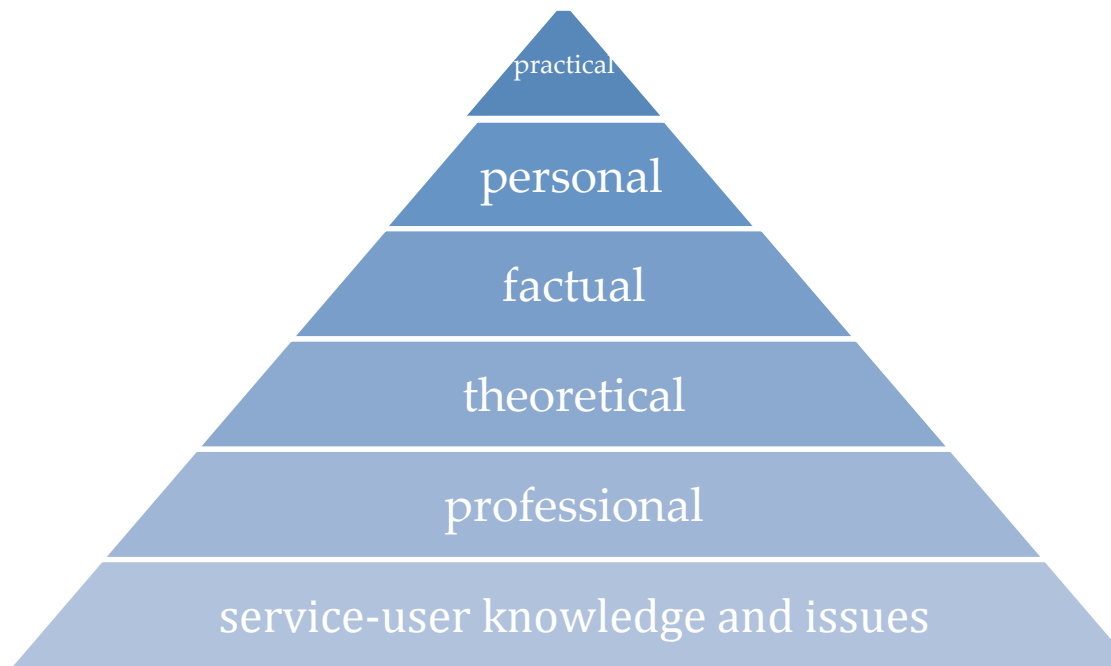 practical
personal
factual
theoretical
professional
service-user knowledge and issues